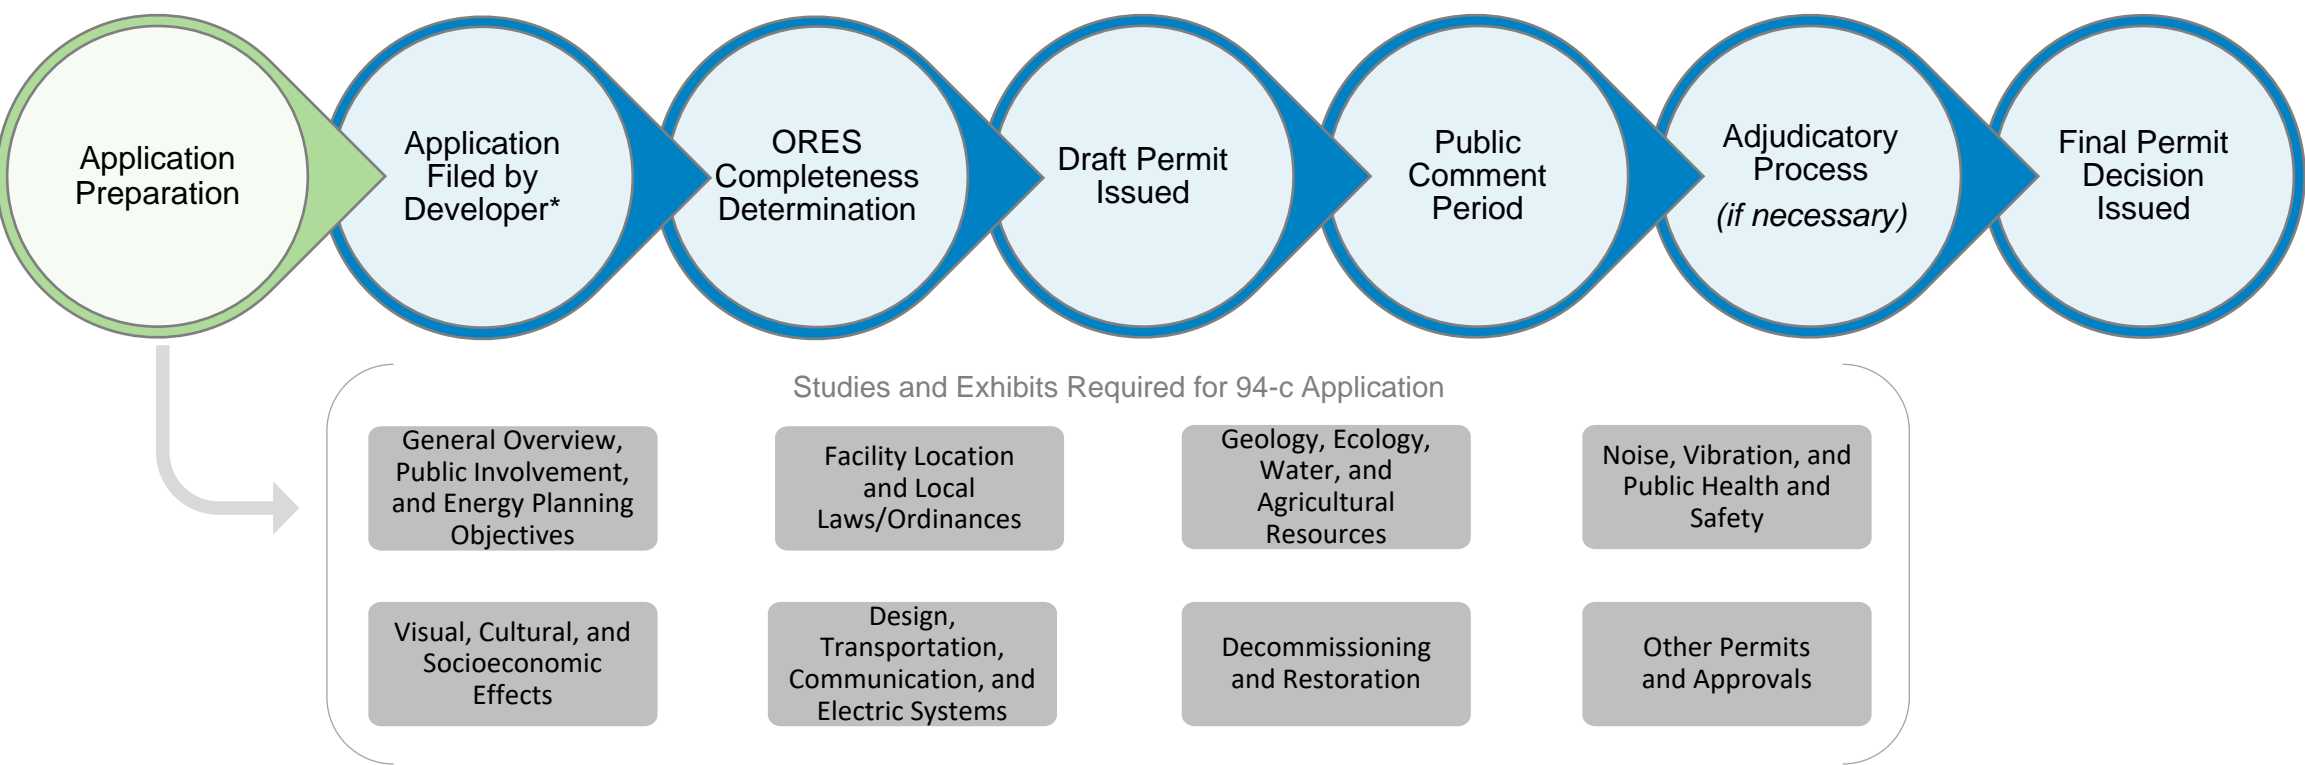 Application
Preparation
Application
Filed by
Developer*
ORES
Completeness
Determination
Draft Permit
Issued
Public
Comment
Period
Adjudicatory
Process
(if necessary)
Final Permit
Decision
Issued
Studies and Exhibits Required for 94-c Application
General Overview,
Public Involvement,
and Energy Planning
Objectives
Facility Location
and Local
Laws/Ordinances
Geology, Ecology,
Water, and
Agricultural
Resources
Noise, Vibration, and
Public Health and
Safety
Visual, Cultural, and
Socioeconomic
Effects
Design,
Transportation,
Communication, and
Electric Systems
Decommissioning
and Restoration
Other Permits
and Approvals